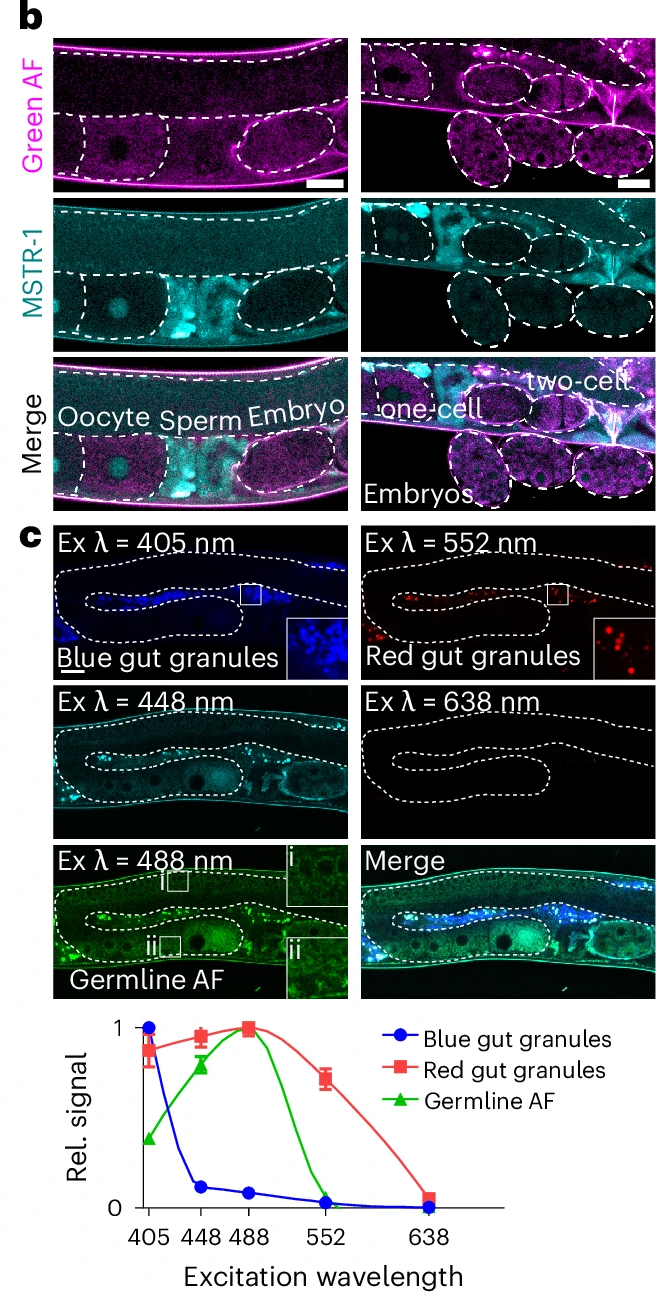 b
Green AF
MSTR-1
Merge
Oocyte Sperm Embryo
one-cell two-cell
Embryos
c
Ex λ = 405 nm
Blue gut granules
Ex λ = 552 nm
Red gut granules
Ex λ = 448 nm
Ex λ = 638 nm
Ex λ = 488 nm
i
ii
i
ii
Germline AF
Merge
Rel. signal
1
0
Blue gut granules
Red gut granules
Germline AF
405 448 488 552 638
Excitation wavelength